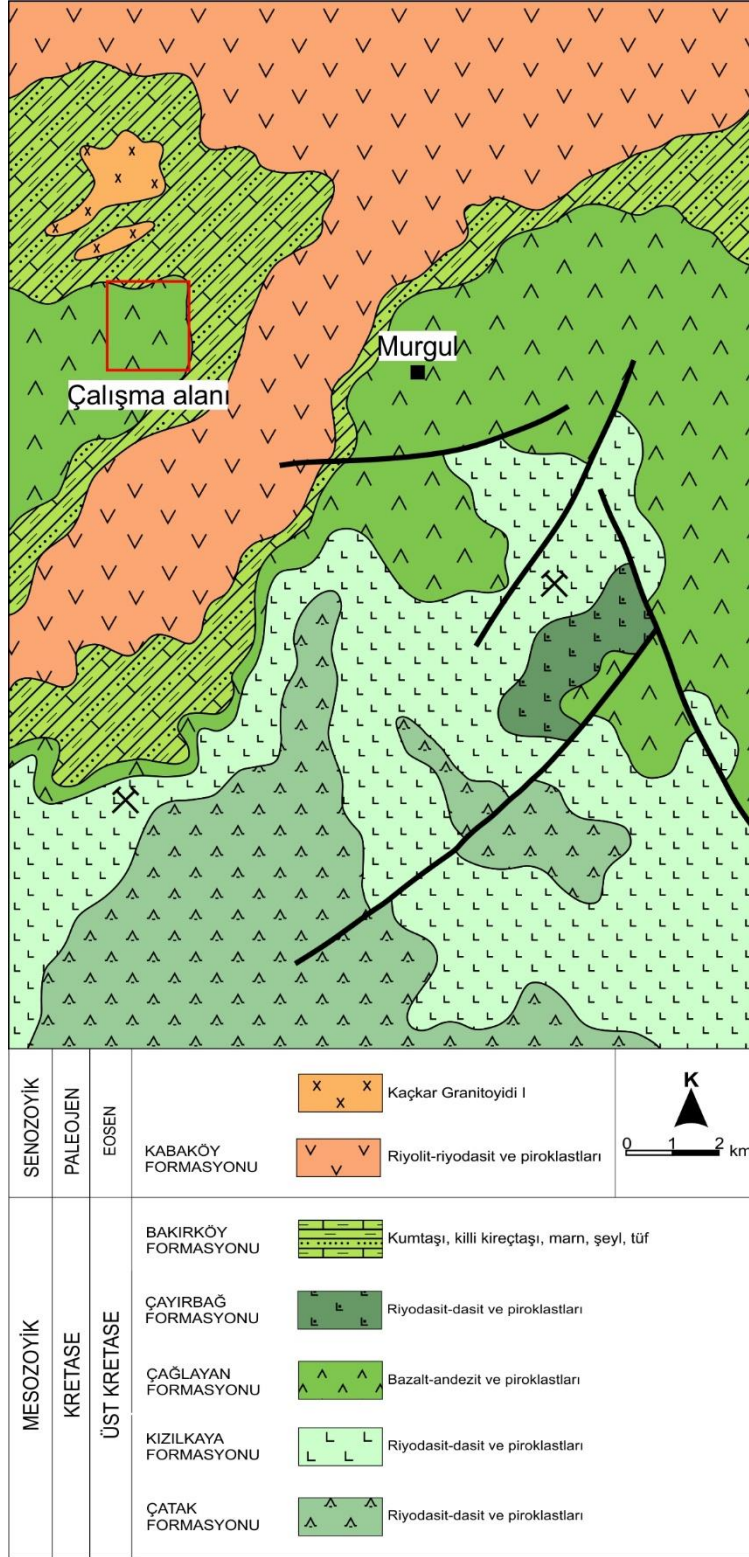 Murgul
Çalışma alanı
SENOZOYİK
PALEOJEN
EOSEN
Kaçkar Granitoyidi I
KABAKÖY
FORMASYONU
Riyolit-riyodasit ve piroklastları
K
0 1 2
km
MESOZOYİK
KRETASE
ÜST KRETASE
BAKIRKÖY
FORMASYONU
Kumtaşı, killi kireçtaşı, marn, şeyl, tüf
ÇAYIRBAĞ
FORMASYONU
Riyodasit-dasit ve piroklastları
ÇAĞLAYAN
FORMASYONU
Bazalt-andezit ve piroklastları
KIZILKAYA
FORMASYONU
Riyodasit-dasit ve piroklastları
ÇATAK
FORMASYONU
Riyodasit-dasit ve piroklastları